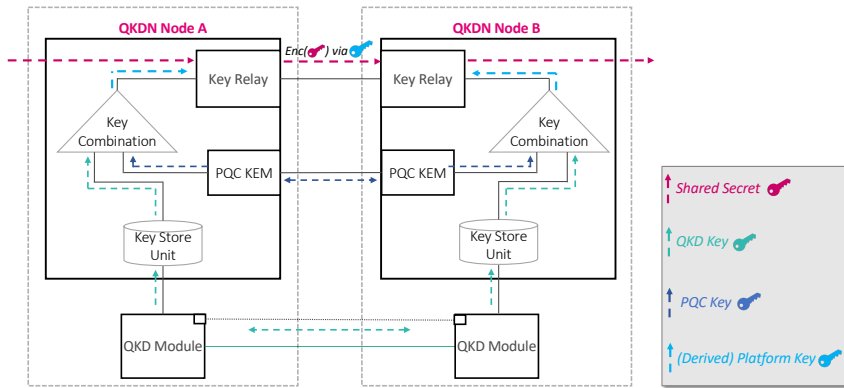 QKDN Node A
QKDN Node B
Enc( ) via
Key Relay
Key Relay
Key
Combination
Key
Combination
PQC KEM
PQC KEM
Key Store
Unit
Key Store
Unit
QKD Module
QKD Module
Shared Secret
QKD Key
PQC Key
(Derived) Platform Key